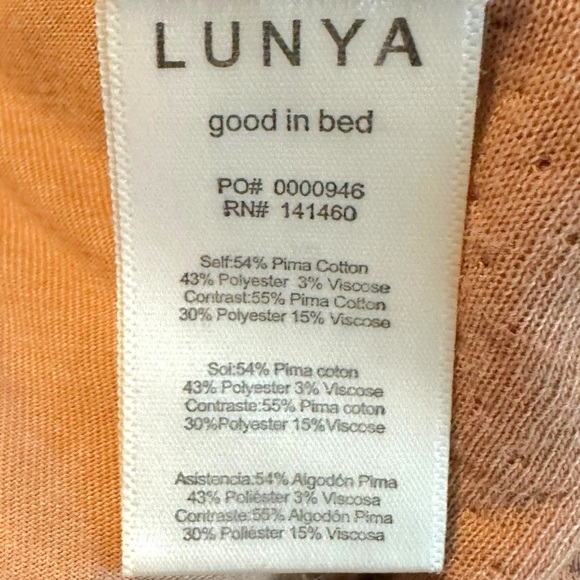 LUNYA
good in bed
PO# 0000946
RN# 141460
Self:54% Pima Cotton
43% Polyester 3% Viscose
Contrast:55% Pima Cotton
30% Polyester 15% Viscose
Soi:54% Pima coton
43% Polyester 3% Viscose
Contraste:55% Pima coton
30%Polyester 15%Viscose
Asistencia:54% Algodón Pima
43% Poliéster 3% Viscosa
Contraste:55% Algodón Pima
30% Poliéster 15% Viscosa